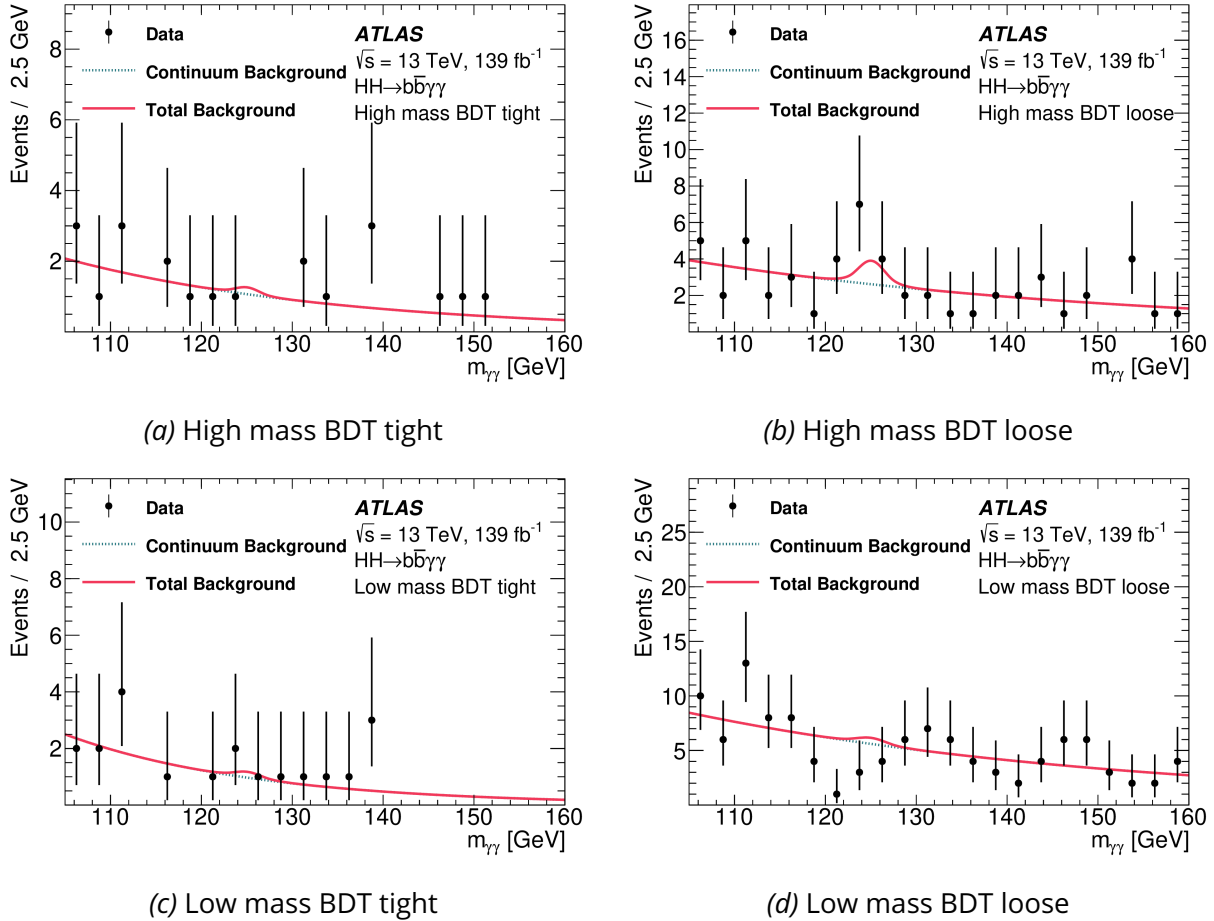 Events / 2.5 GeV
8
6
4
2
Data
Continuum Background
Total Background
ATLAS
√s = 13 TeV, 139 fb⁻¹
HH→bb̅γγ
High mass BDT tight
110 120 130 140 150 160
mγγ [GeV]
(a) High mass BDT tight
Events / 2.5 GeV
16
14
12
10
8
6
4
2
Data
Continuum Background
Total Background
ATLAS
√s = 13 TeV, 139 fb⁻¹
HH→bb̅γγ
High mass BDT loose
110 120 130 140 150 160
mγγ [GeV]
(b) High mass BDT loose
Events / 2.5 GeV
10
8
6
4
2
Data
Continuum Background
Total Background
ATLAS
√s = 13 TeV, 139 fb⁻¹
HH→bb̅γγ
Low mass BDT tight
110 120 130 140 150 160
mγγ [GeV]
(c) Low mass BDT tight
Events / 2.5 GeV
25
20
15
10
5
Data
Continuum Background
Total Background
ATLAS
√s = 13 TeV, 139 fb⁻¹
HH→bb̅γγ
Low mass BDT loose
110 120 130 140 150 160
mγγ [GeV]
(d) Low mass BDT loose